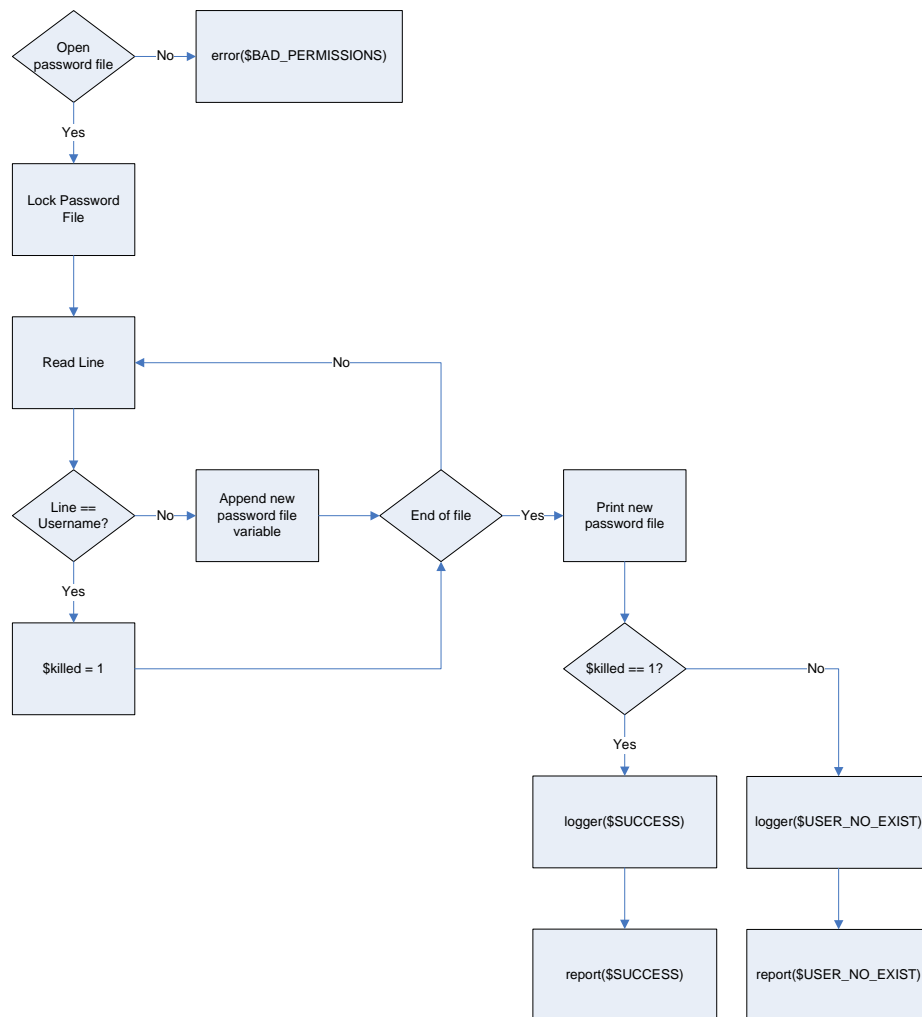 Open
password file
No
error($BAD_PERMISSIONS)
Yes
Lock Password
File
Read Line
No
Line ==
Username?
No
Append new
password file
variable
End of file
Yes
Print new
password file
Yes
$killed = 1
$killed == 1?
No
Yes
logger($SUCCESS)
logger($USER_NO_EXIST)
report($SUCCESS)
report($USER_NO_EXIST)